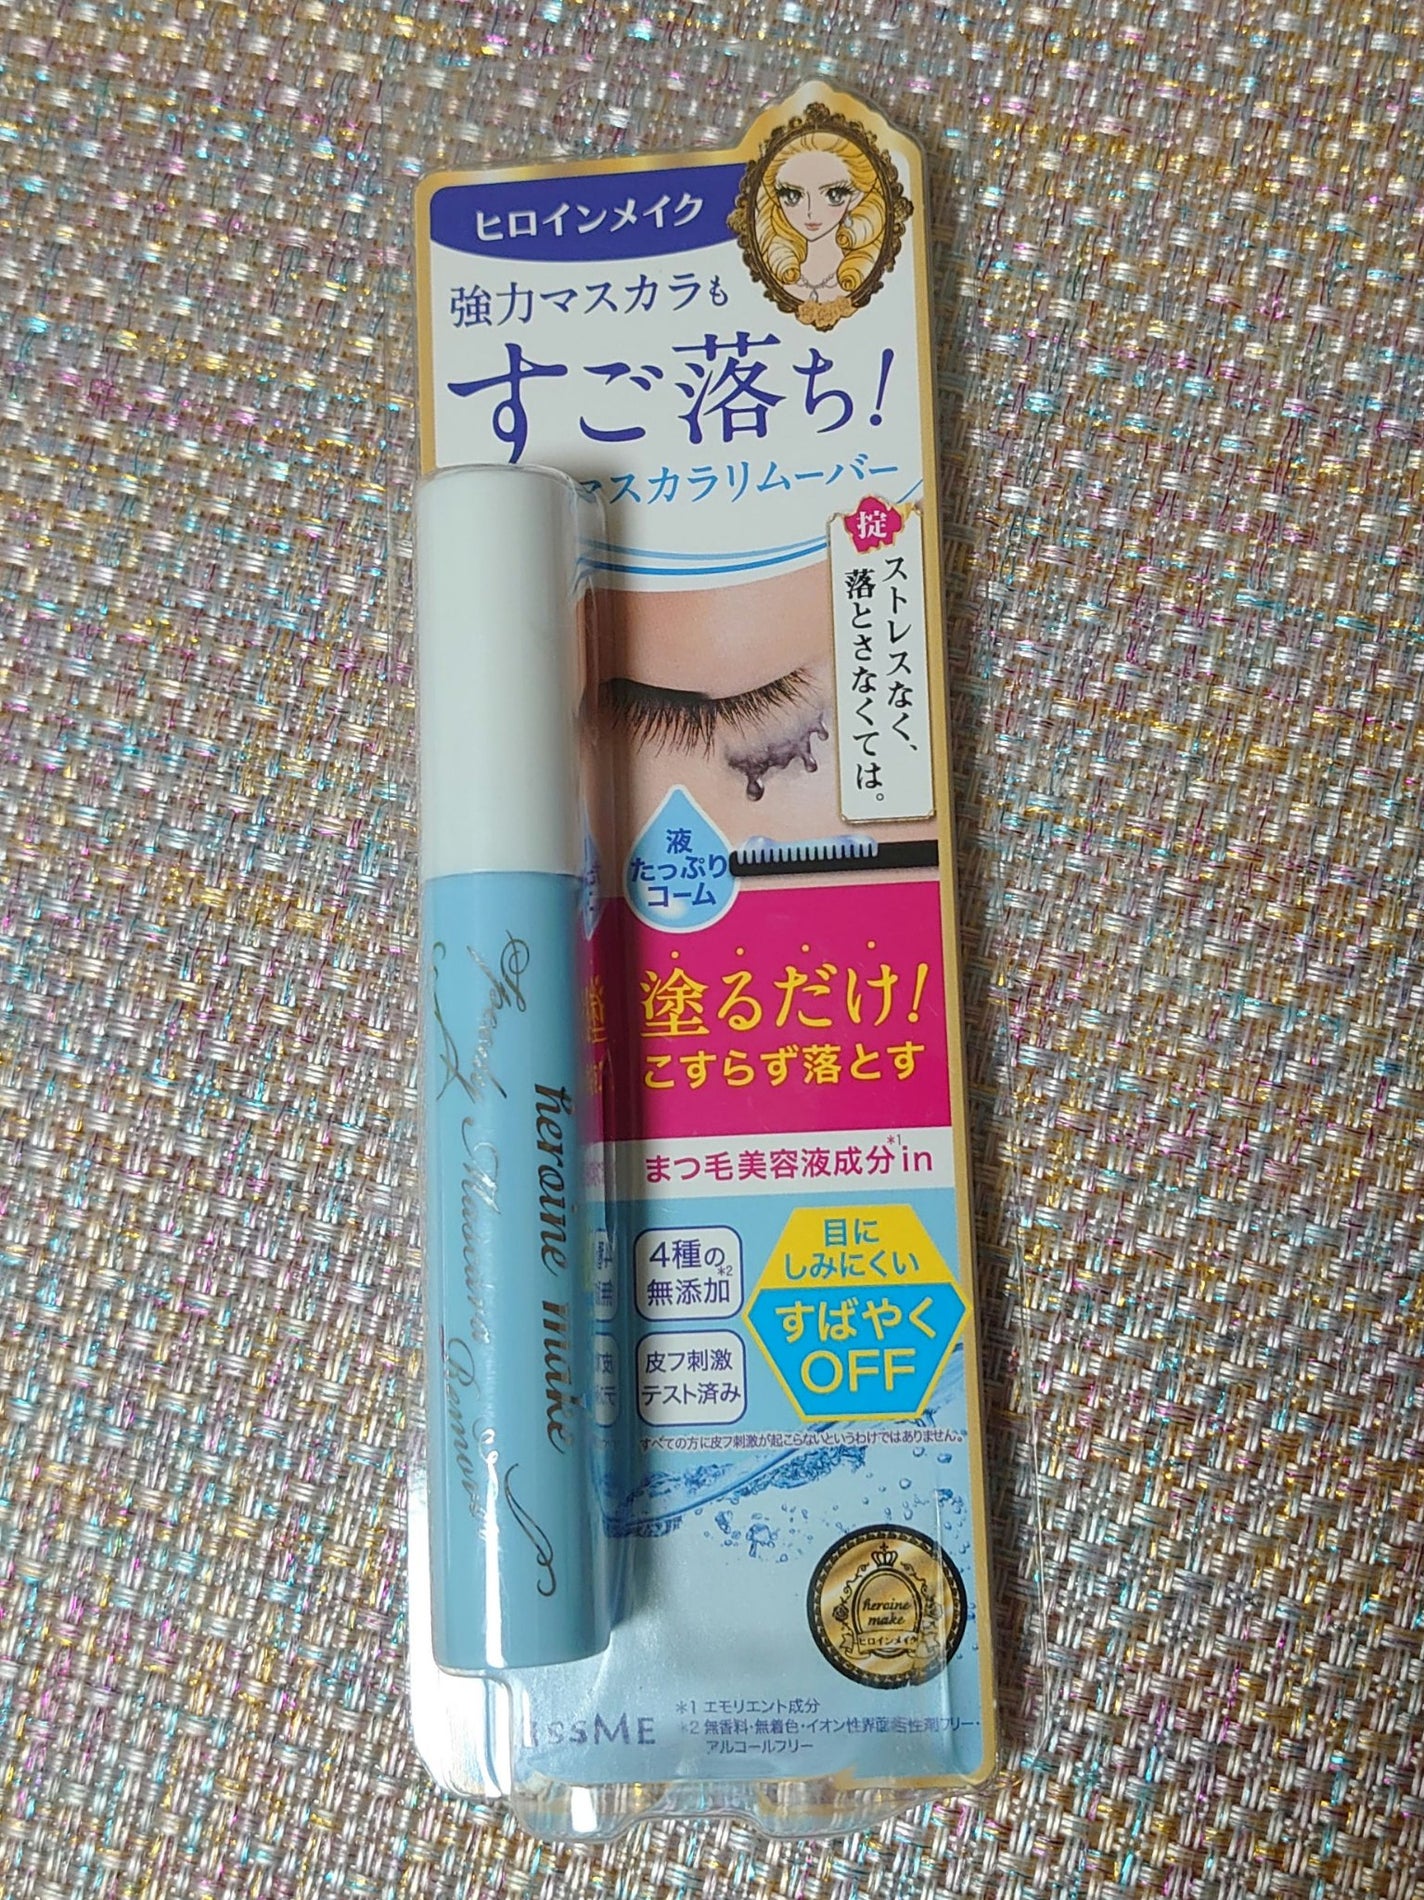 ヒロインメイク
強力マスカラも
すご落ち!
マスカラリムーバー
掟
ストレスなく、
落とさなくては。
液
たっぷり
コーム
塗るだけ!
こすらず落とす
まつ毛美容液成分*1in
4種の
無添加*2
目に
しみにくい
すばやく
OFF
皮フ刺激
テスト済み
すべての方に皮フ刺激が起こらないというわけではありません。
heroine make
Speedy Mascara Remover
heroine
make
ヒロインメイク
issME
*1 エモリエント成分
*2 無香料・無着色・イオン性界面活性剤フリー・
アルコールフリー